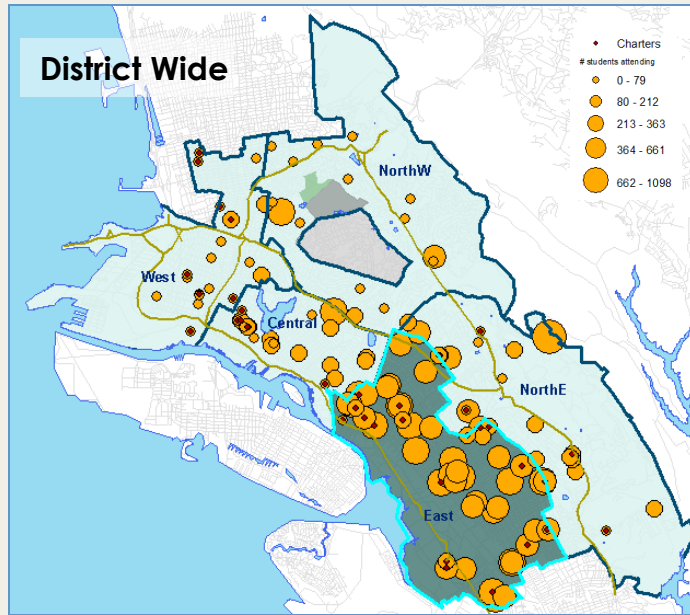 District Wide
Charters
# students attending
0 - 79
80 - 212
213 - 363
364 - 661
662 - 1098
NorthW
West
Central
NorthE
East